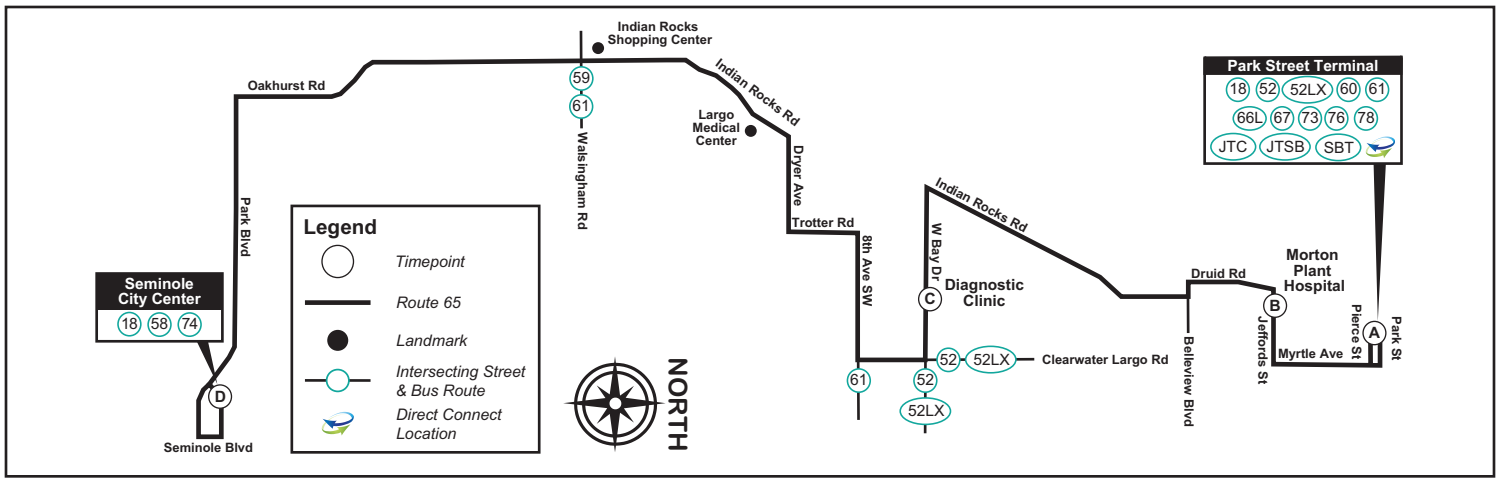 Indian Rocks
Shopping Center
Oakhurst Rd
59
61
Walsingham Rd
Indian Rocks Rd
Largo
Medical
Center
Dryer Ave
Trotter Rd
8th Ave SW
61
Indian Rocks Rd
W Bay Dr
C
Diagnostic
Clinic
52
52LX
Clearwater Largo Rd
52
52LX
Belleview Blvd
Druid Rd
Morton
Plant
Hospital
B
Jeffords St
Myrtle Ave
Pierce St
A
Park St
Park Street Terminal
18 52 52LX 60 61
66L 67 73 76 78
JTC JTSB SBT
Park Blvd
Seminole
City Center
18 58 74
D
Seminole Blvd
Legend
Timepoint
Route 65
Landmark
Intersecting Street
& Bus Route
Direct Connect
Location
NORTH